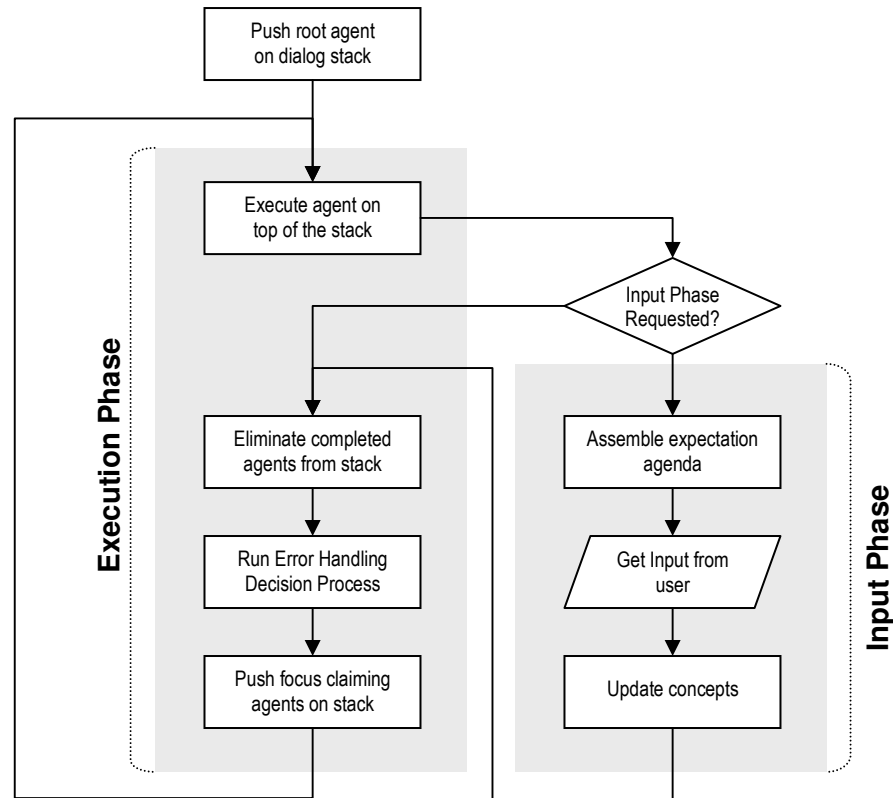 Push root agent
on dialog stack
Execute agent on
top of the stack
Input Phase
Requested?
Execution Phase
Eliminate completed
agents from stack
Assemble expectation
agenda
Run Error Handling
Decision Process
Get Input from
user
Input Phase
Push focus claiming
agents on stack
Update concepts